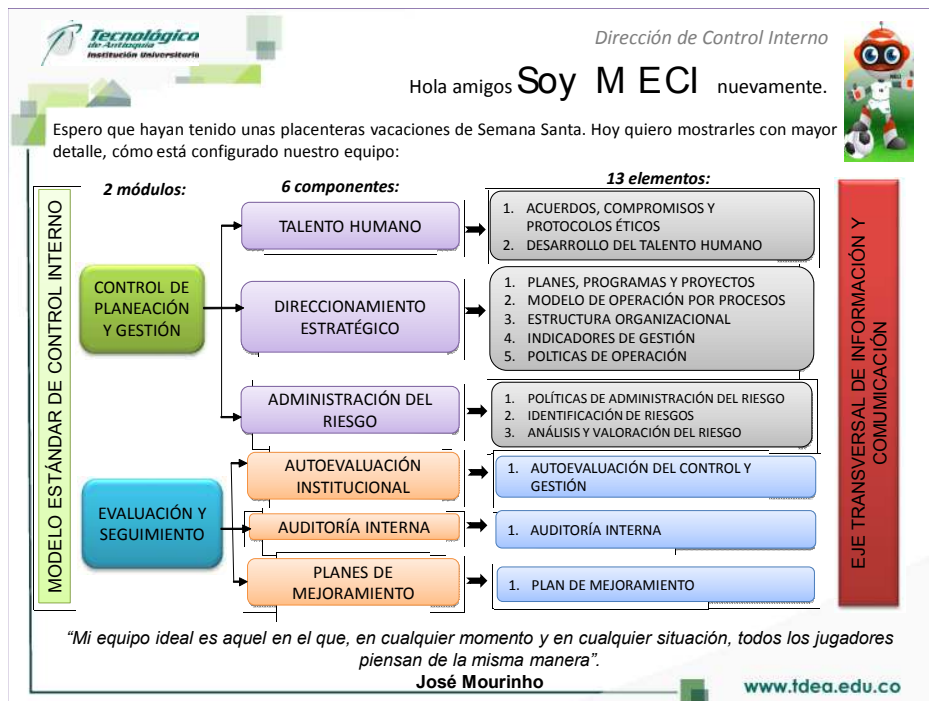 Tecnológico
de Antioquia
Institución Universitaria
Dirección de Control Interno
Hola amigos Soy M ECI nuevamente.
Espero que hayan tenido unas placenteras vacaciones de Semana Santa. Hoy quiero mostrarles con mayor
detalle, cómo está configurado nuestro equipo:
2 módulos:
6 componentes:
13 elementos:
MODELO ESTÁNDAR DE CONTROL INTERNO
CONTROL DE
PLANEACIÓN
Y GESTIÓN
TALENTO HUMANO
1. ACUERDOS, COMPROMISOS Y
PROTOCOLOS ÉTICOS
2. DESARROLLO DEL TALENTO HUMANO
DIRECCIONAMIENTO
ESTRATÉGICO
1. PLANES, PROGRAMAS Y PROYECTOS
2. MODELO DE OPERACIÓN POR PROCESOS
3. ESTRUCTURA ORGANIZACIONAL
4. INDICADORES DE GESTIÓN
5. POLTICAS DE OPERACIÓN
ADMINISTRACIÓN DEL
RIESGO
1. POLÍTICAS DE ADMINISTRACIÓN DEL RIESGO
2. IDENTIFICACIÓN DE RIESGOS
3. ANÁLISIS Y VALORACIÓN DEL RIESGO
EVALUACIÓN Y
SEGUIMIENTO
AUTOEVALUACIÓN
INSTITUCIONAL
1. AUTOEVALUACIÓN DEL CONTROL Y
GESTIÓN
AUDITORÍA INTERNA
1. AUDITORÍA INTERNA
PLANES DE
MEJORAMIENTO
1. PLAN DE MEJORAMIENTO
EJE TRANSVERSAL DE INFORMACIÓN Y
COMUMICACIÓN
“Mi equipo ideal es aquel en el que, en cualquier momento y en cualquier situación, todos los jugadores
piensan de la misma manera”.
José Mourinho
www.tdea.edu.co